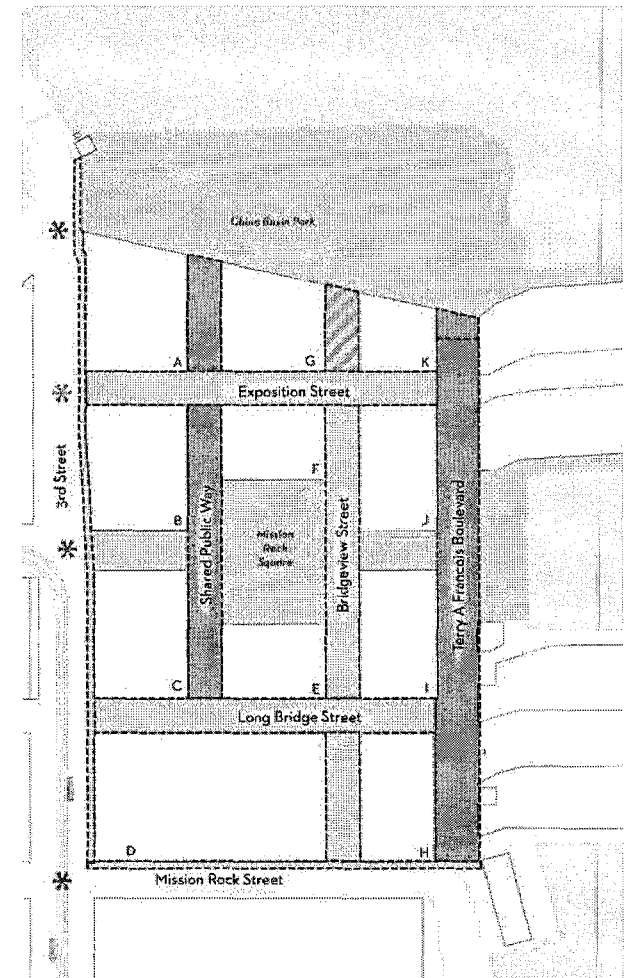 China Basin Park
A
G
K
Exposition Street
3rd Street
F
B
Shared Public Way
Mission
Rock
Square
Bridgeview Street
J
Terry A Francois Boulevard
C
E
I
Long Bridge Street
D
H
Mission Rock Street